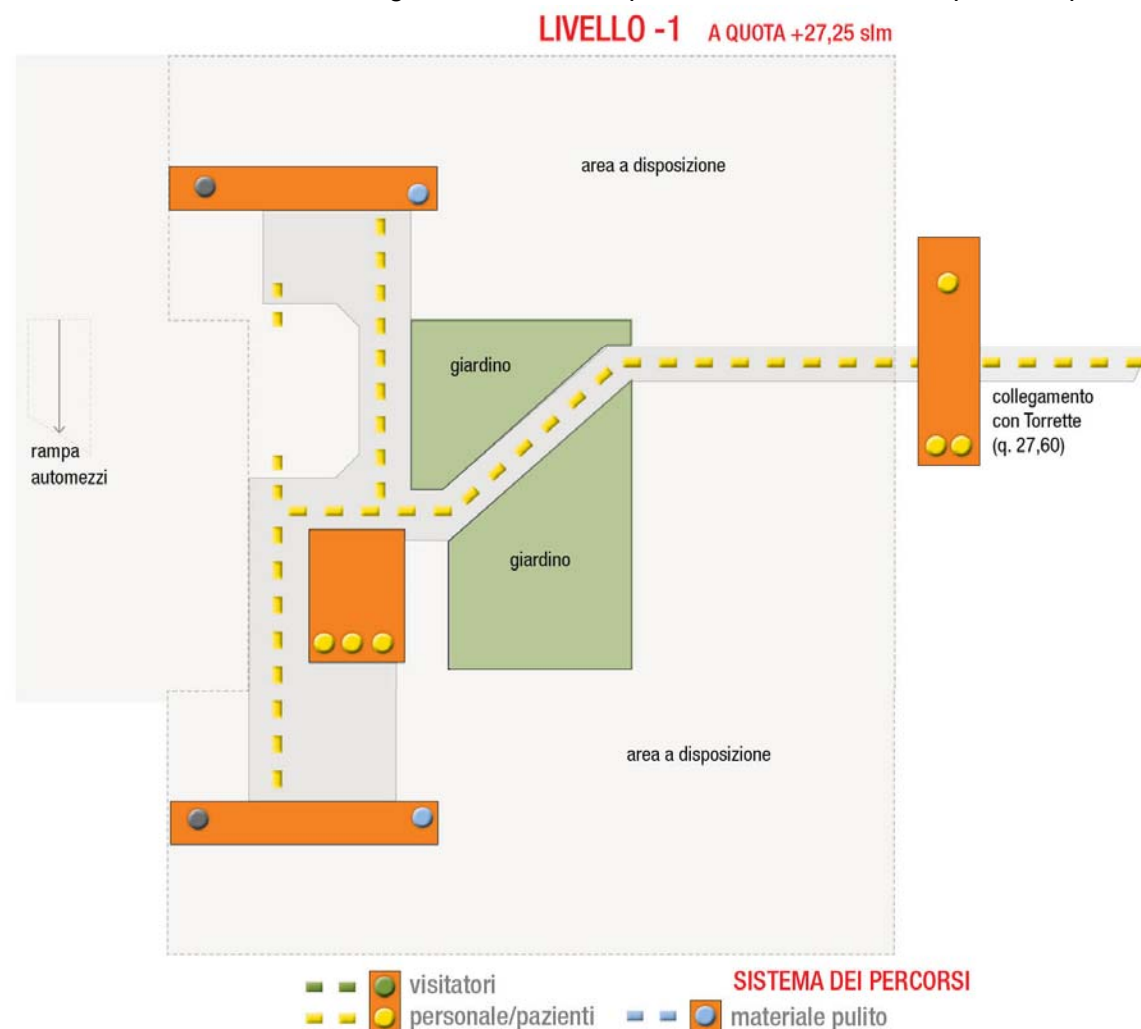 LIVELLO -1 A QUOTA +27,25 slm
area a disposizione
giardino
collegamento
con Torrette
(q. 27,60)
rampa
automezzi
giardino
area a disposizione
visitatori
SISTEMA DEI PERCORSI
personale/pazienti
materiale pulito